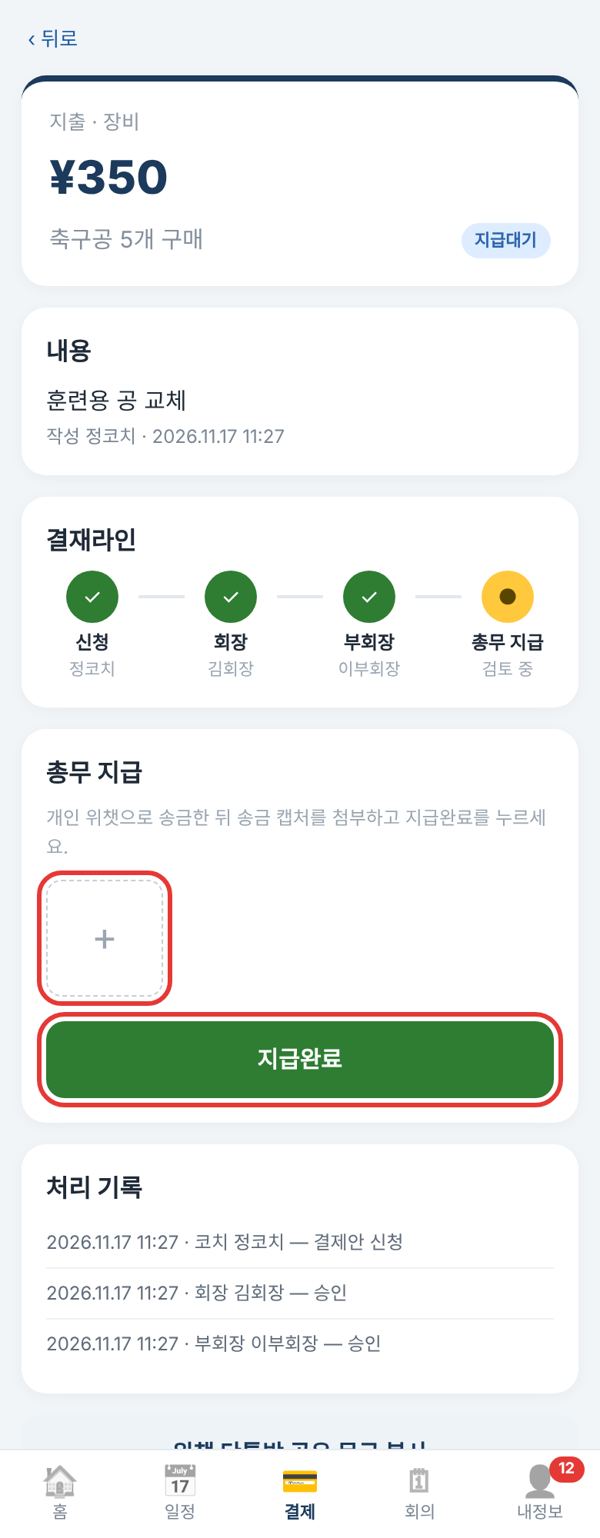 ‹ 뒤로
지출 · 장비
¥350
축구공 5개 구매
지급대기
내용
훈련용 공 교체
작성 정코치 · 2026.11.17 11:27
결재라인
신청 회장 부회장 총무 지급
정코치 김회장 이부회장 검토 중
총무 지급
개인 위챗으로 송금한 뒤 송금 캡처를 첨부하고 지급완료를 누르세
요.
+
지급완료
처리 기록
2026.11.17 11:27 · 코치 정코치 — 결제안 신청
2026.11.17 11:27 · 회장 김회장 — 승인
2026.11.17 11:27 · 부회장 이부회장 — 승인
July
17
12
홈 일정 결제 회의 내정보